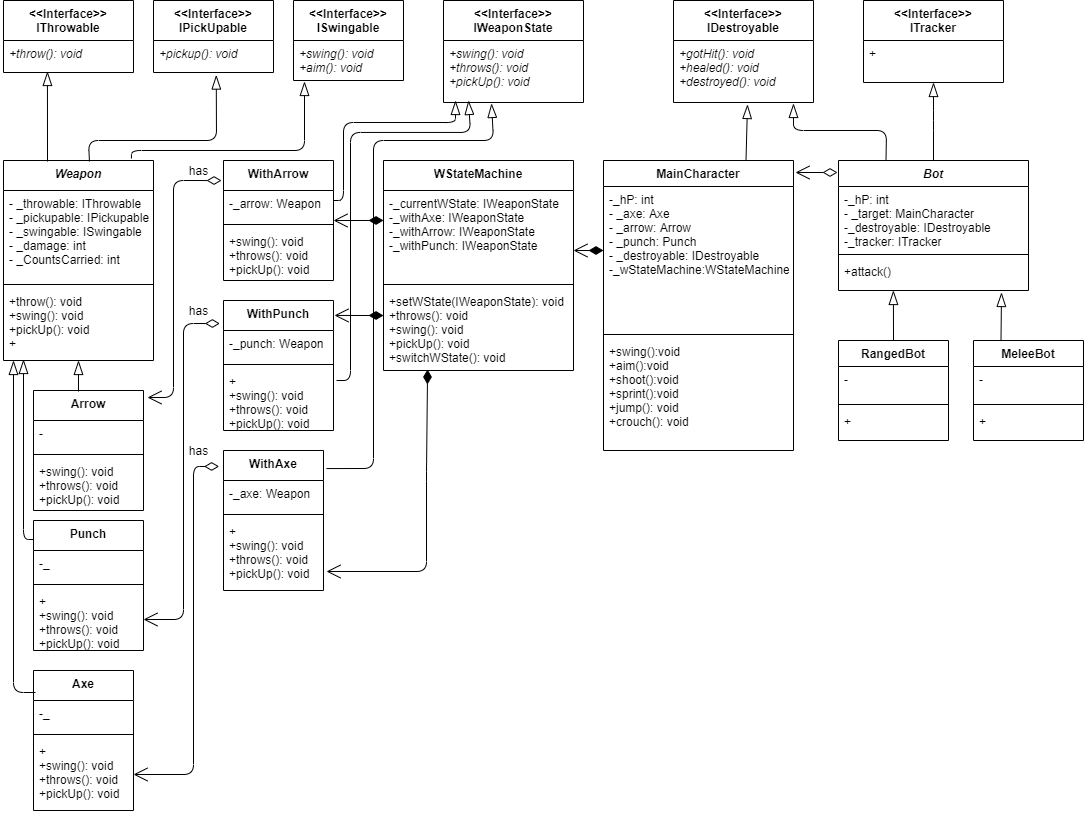 <<Interface>>
IThrowable
+throw(): void
<<Interface>>
IPickUpable
+pickup(): void
<<Interface>>
ISwingable
+swing(): void
+aim(): void
<<Interface>>
IWeaponState
+swing(): void
+throws(): void
+pickUp(): void
<<Interface>>
IDestroyable
+gotHit(): void
+healed(): void
+destroyed(): void
<<Interface>>
ITracker
+
Weapon
- _throwable: IThrowable
- _pickupable: IPickupable
- _swingable: ISwingable
- _damage: int
- _CountsCarried: int
+throw(): void
+swing(): void
+pickUp(): void
+
has
WithArrow
-_arrow: Weapon
+swing(): void
+throws(): void
+pickUp(): void
WStateMachine
-_currentWState: IWeaponState
-_withAxe: IWeaponState
-_withArrow: IWeaponState
-_withPunch: IWeaponState
+setWState(IWeaponState): void
+throws(): void
+swing(): void
+pickUp(): void
+switchWState(): void
MainCharacter
-_hP: int
- _axe: Axe
- _arrow: Arrow
- _punch: Punch
- _destroyable: IDestroyable
-_wStateMachine:WStateMachine
+swing():void
+aim():void
+shoot():void
+sprint():void
+jump(): void
+crouch(): void
Bot
-_hP: int
-_target: MainCharacter
-_destroyable: IDestroyable
-_tracker: ITracker
+attack()
has
WithPunch
-_punch: Weapon
+
+swing(): void
+throws(): void
+pickUp(): void
RangedBot
-
+
MeleeBot
-
+
Arrow
-
+swing(): void
+throws(): void
+pickUp(): void
has
WithAxe
-_axe: Weapon
+
+swing(): void
+throws(): void
+pickUp(): void
Punch
-_
+
+swing(): void
+throws(): void
+pickUp(): void
Axe
-_
+
+swing(): void
+throws(): void
+pickUp(): void